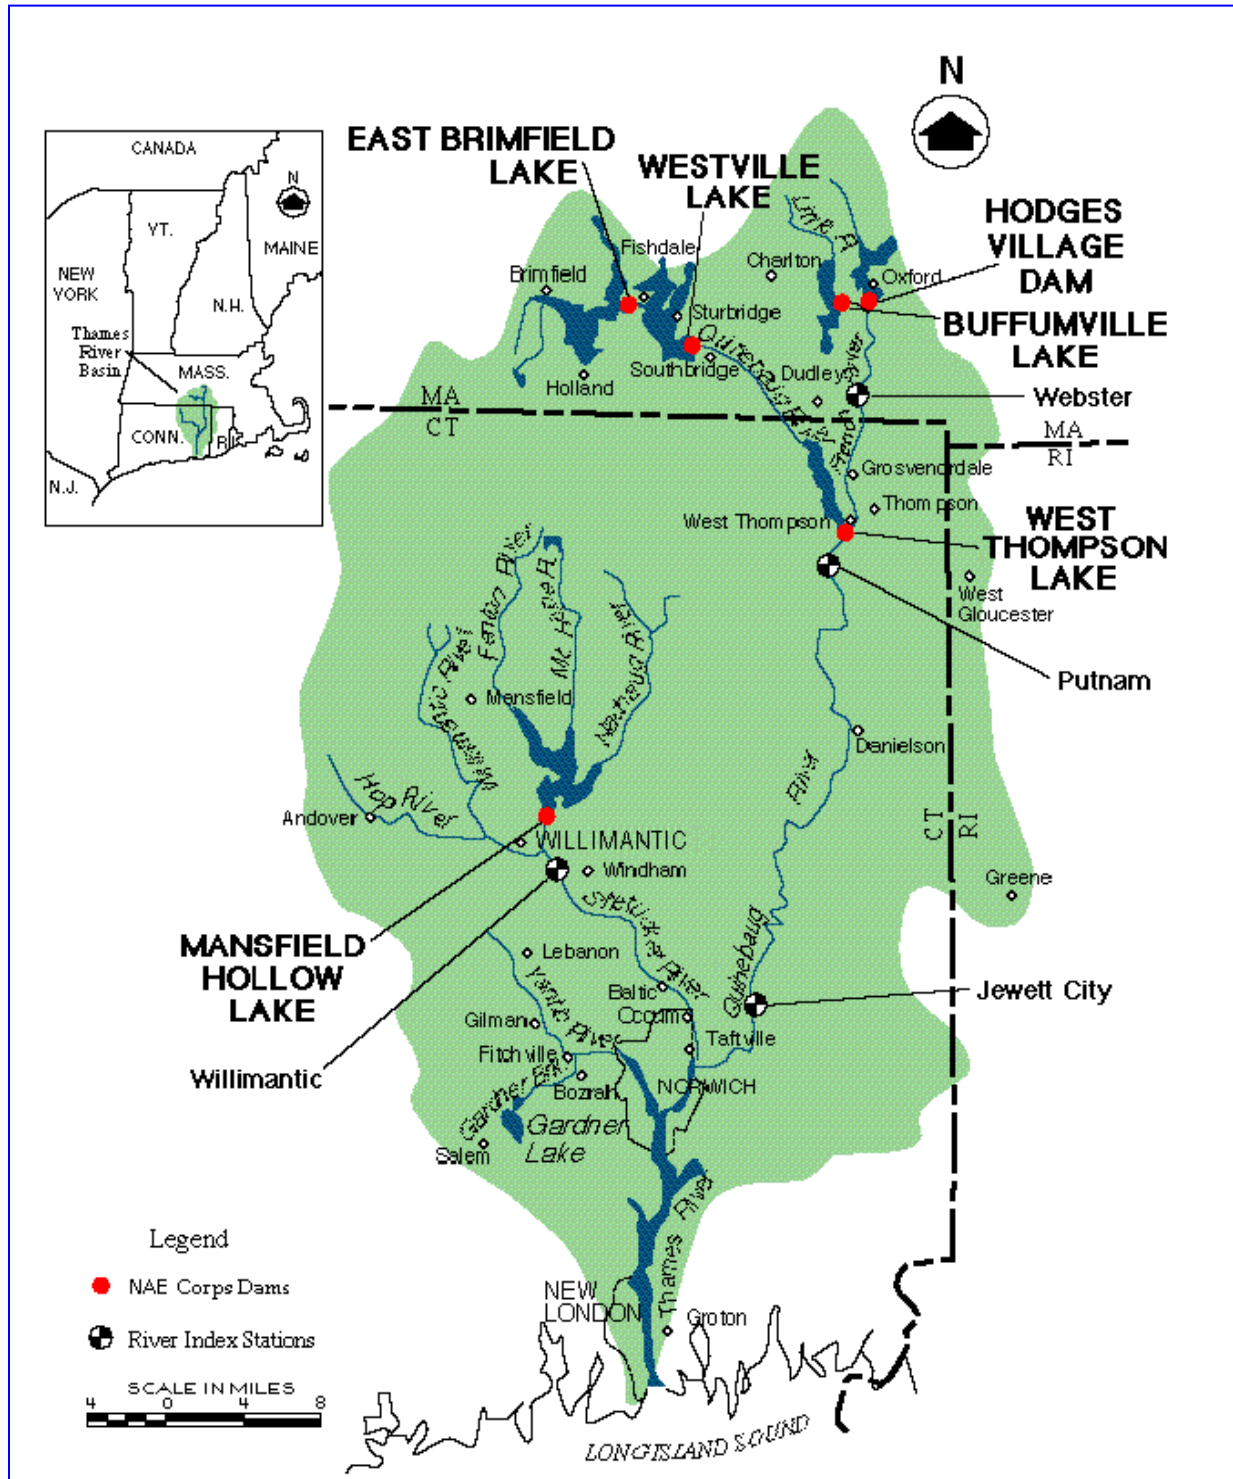 N
EAST BRIMFIELD
LAKE
WESTVILLE
LAKE
HODGES
VILLAGE
DAM
BUFFUMVILLE
LAKE
Webster
WEST
THOMPSON
LAKE
Putnam
Jewett City
MANSFIELD
HOLLOW
LAKE
Willimantic
CANADA
N
VT.
MAINE
NEW
YORK
N.H.
Thames
River
Basin
MASS.
CONN.
R.I.
N.J.
Fishdale
Brimfield
Charlton
Oxford
Sturbridge
Southbridge
Holland
Dudley
Little R.
Quinebaug River
French River
MA
CT
MA
RI
Grosvenordale
Thompson
West Thompson
West
Gloucester
Fenton River
Mt. Hope R.
Natchaug River
Willimantic River
Mansfield
Danielson
Hop River
Andover
WILLIMANTIC
Windham
CT
RI
Greene
Shetucket River
Quinebaug
River
Lebanon
Yantic River
Baltic
Occum
Gilman
Taftville
Fitchville
Bozrah
NORWICH
Gardner Brk.
Gardner
Lake
Salem
Thames River
NEW
LONDON
Groton
LONG ISLAND SOUND
Legend
NAE Corps Dams
River Index Stations
SCALE IN MILES
4 0 4 8